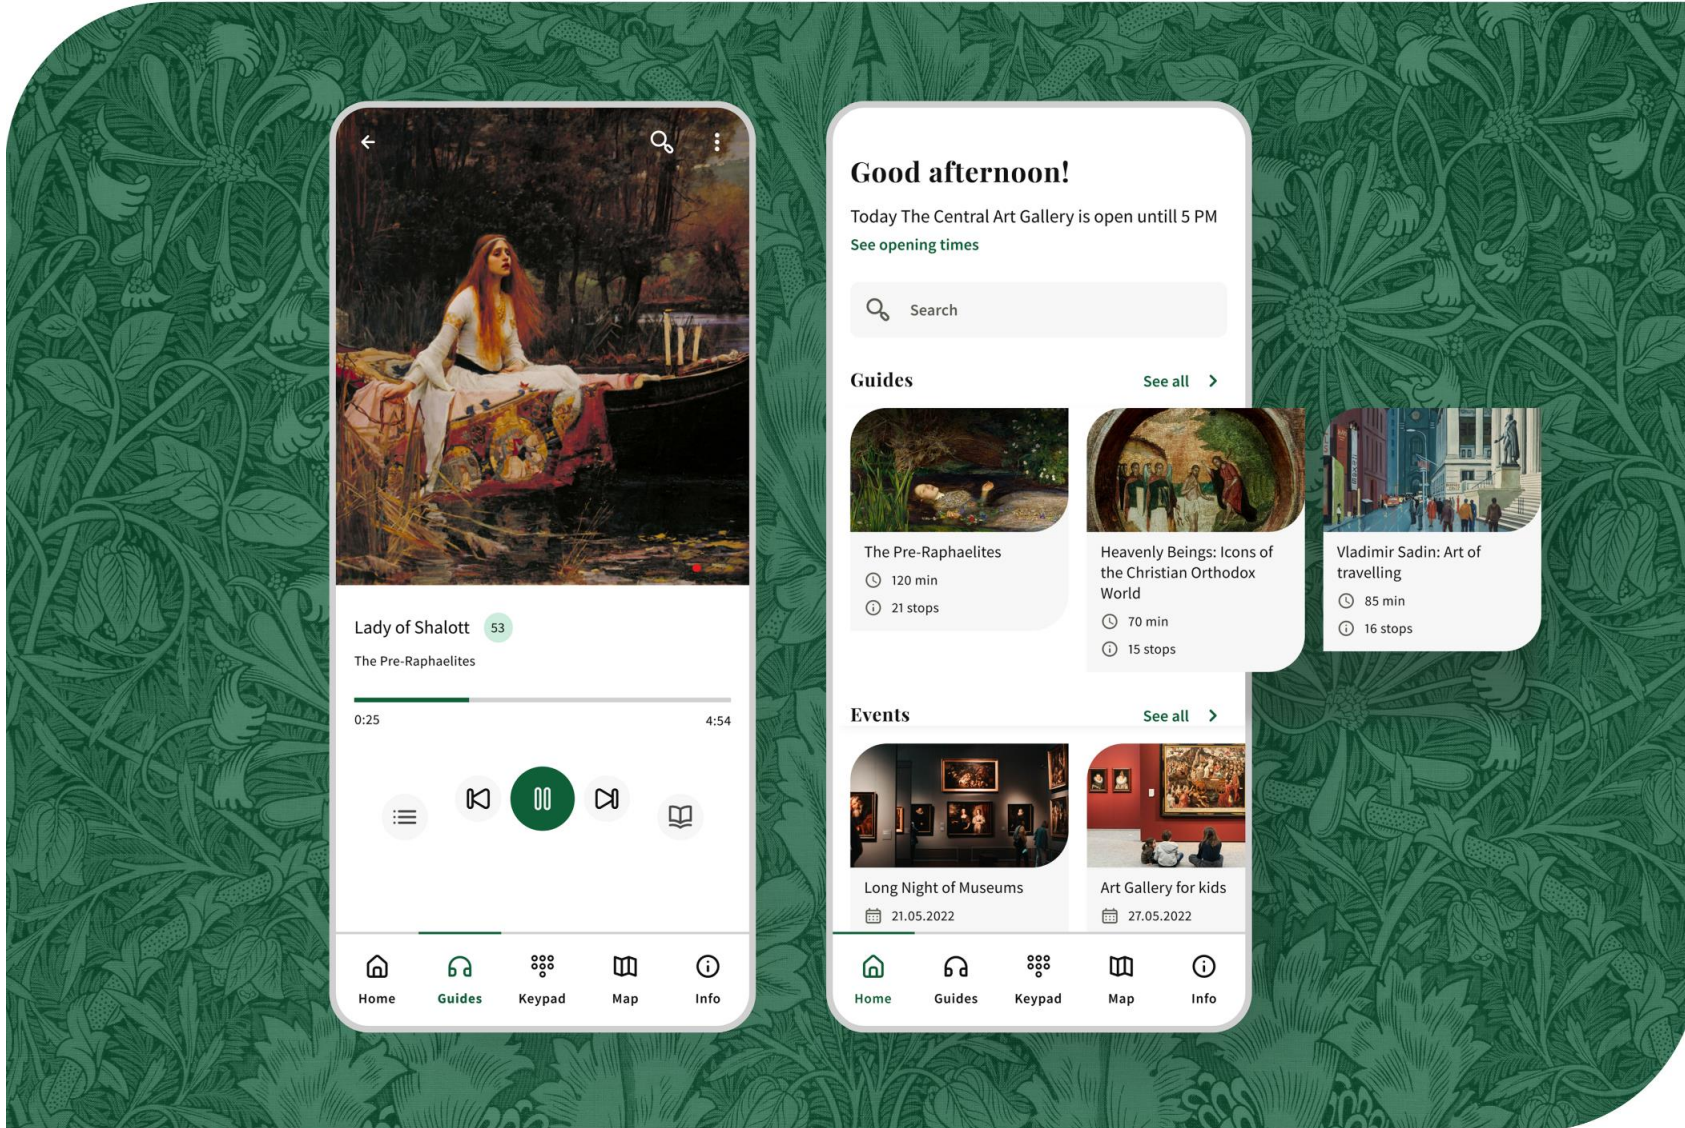 Lady of Shalott 53
The Pre-Raphaelites
0:25 4:54
Home Guides Keypad Map Info
Good afternoon!
Today The Central Art Gallery is open untill 5 PM
See opening times
Search
Guides See all
The Pre-Raphaelites
120 min
21 stops
Heavenly Beings: Icons of
the Christian Orthodox
World
70 min
15 stops
Vladimir Sadin: Art of
travelling
85 min
16 stops
Events See all
Long Night of Museums
21.05.2022
Art Gallery for kids
27.05.2022
Home Guides Keypad Map Info